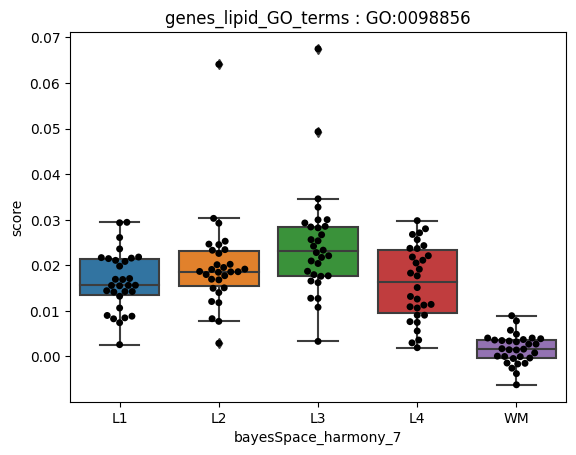 genes_lipid_GO_terms : GO:0098856
0.07
0.06
0.05
0.04
0.03
0.02
0.01
0.00
score
L1 L2 L3 L4 WM
bayesSpace_harmony_7